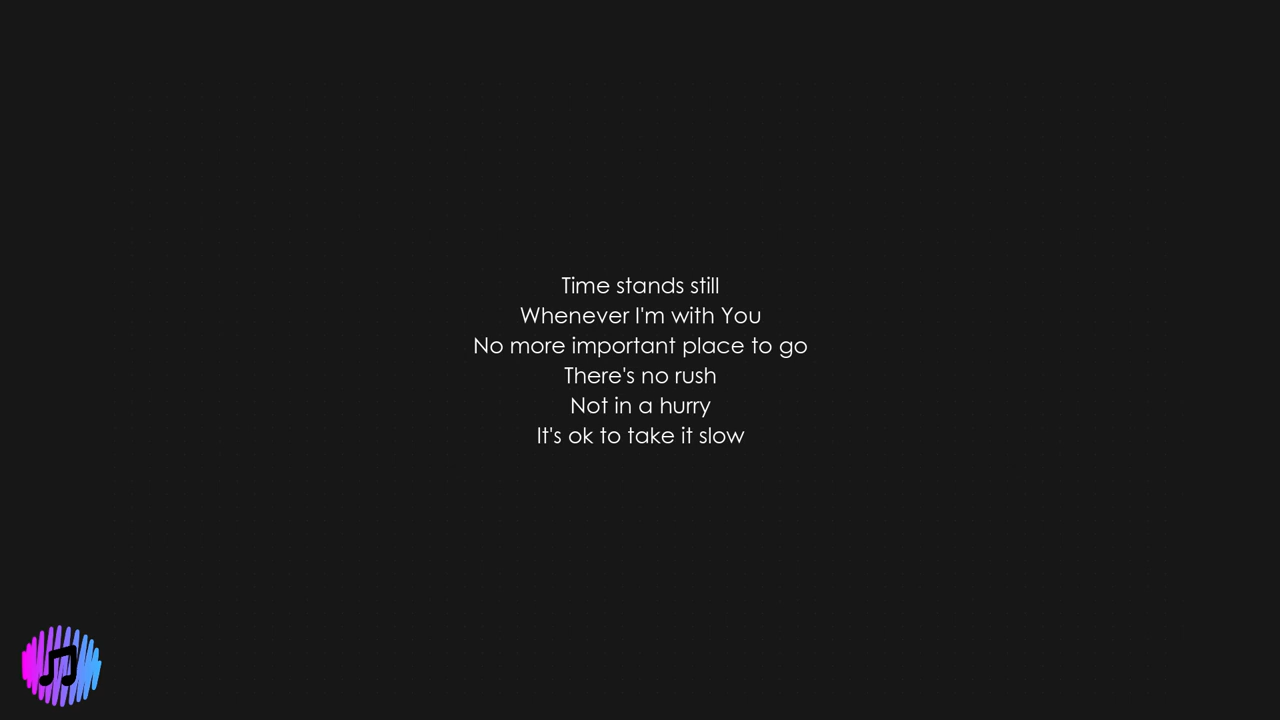 Time stands still
Whenever I'm with You
No more important place to go
There's no rush
Not in a hurry
It's ok to take it slow